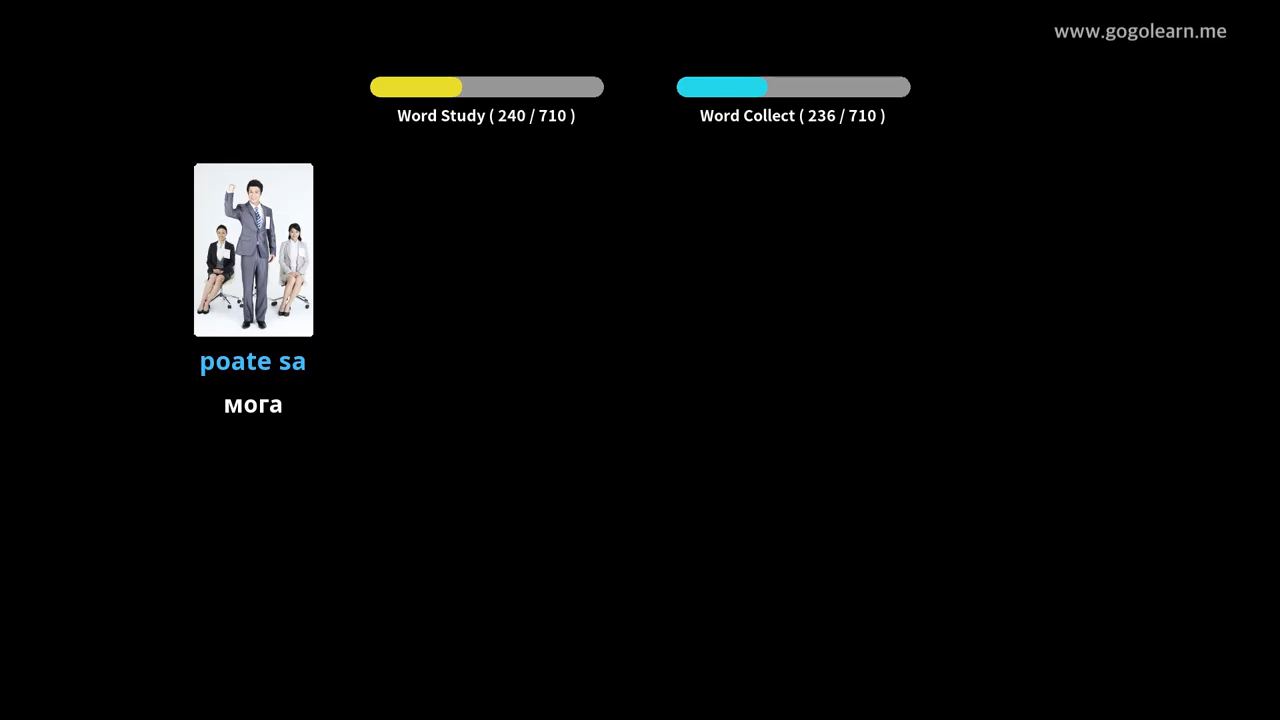 www.gogolearn.me
Word Study ( 240 / 710 )
Word Collect ( 236 / 710 )
poate sa
мога